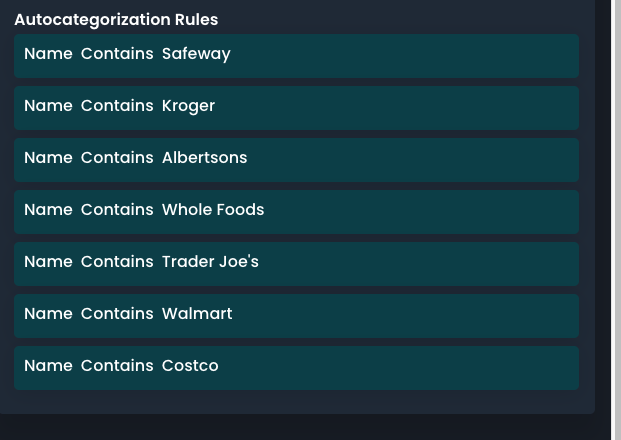 Autocategorization Rules
Name Contains Safeway
Name Contains Kroger
Name Contains Albertsons
Name Contains Whole Foods
Name Contains Trader Joe's
Name Contains Walmart
Name Contains Costco